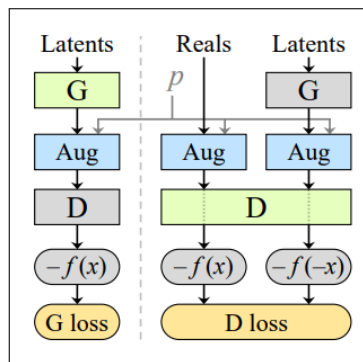 Latents Reals Latents
p
G G
Aug Aug Aug
D D
−f(x) −f(x) −f(−x)
G loss D loss